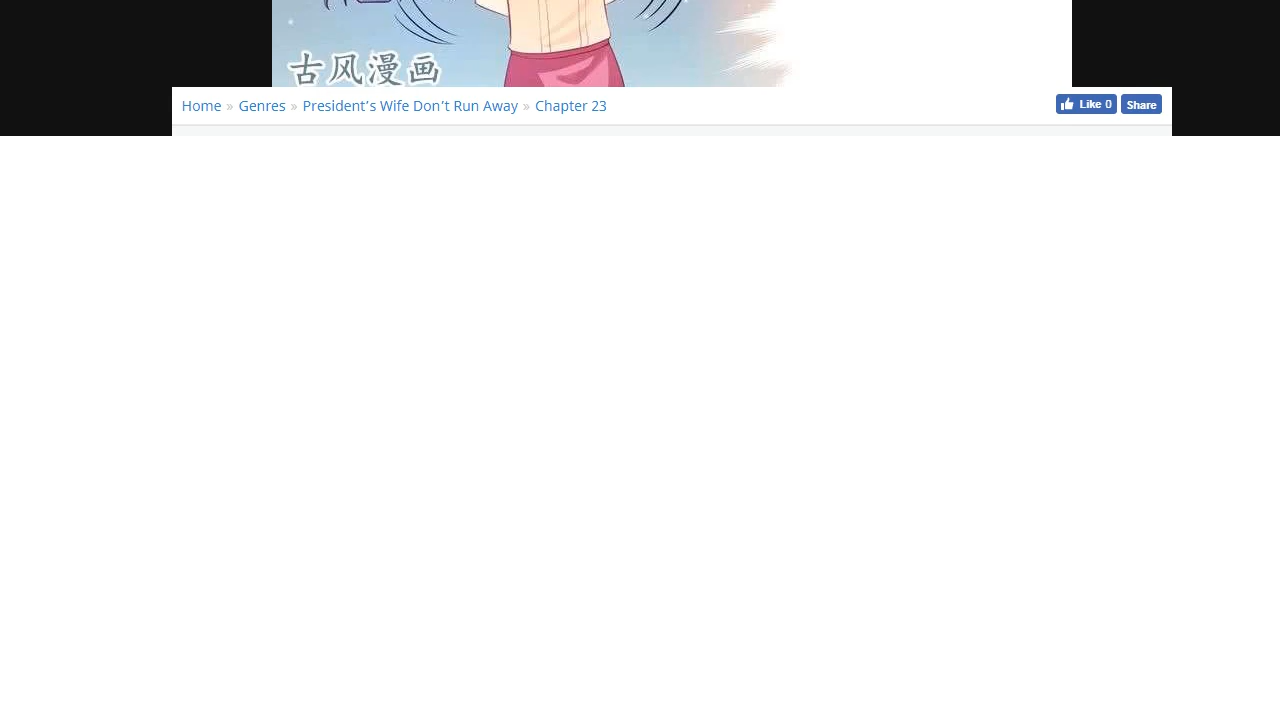 古风漫画
Home » Genres » President's Wife Don't Run Away » Chapter 23
Like 0 Share